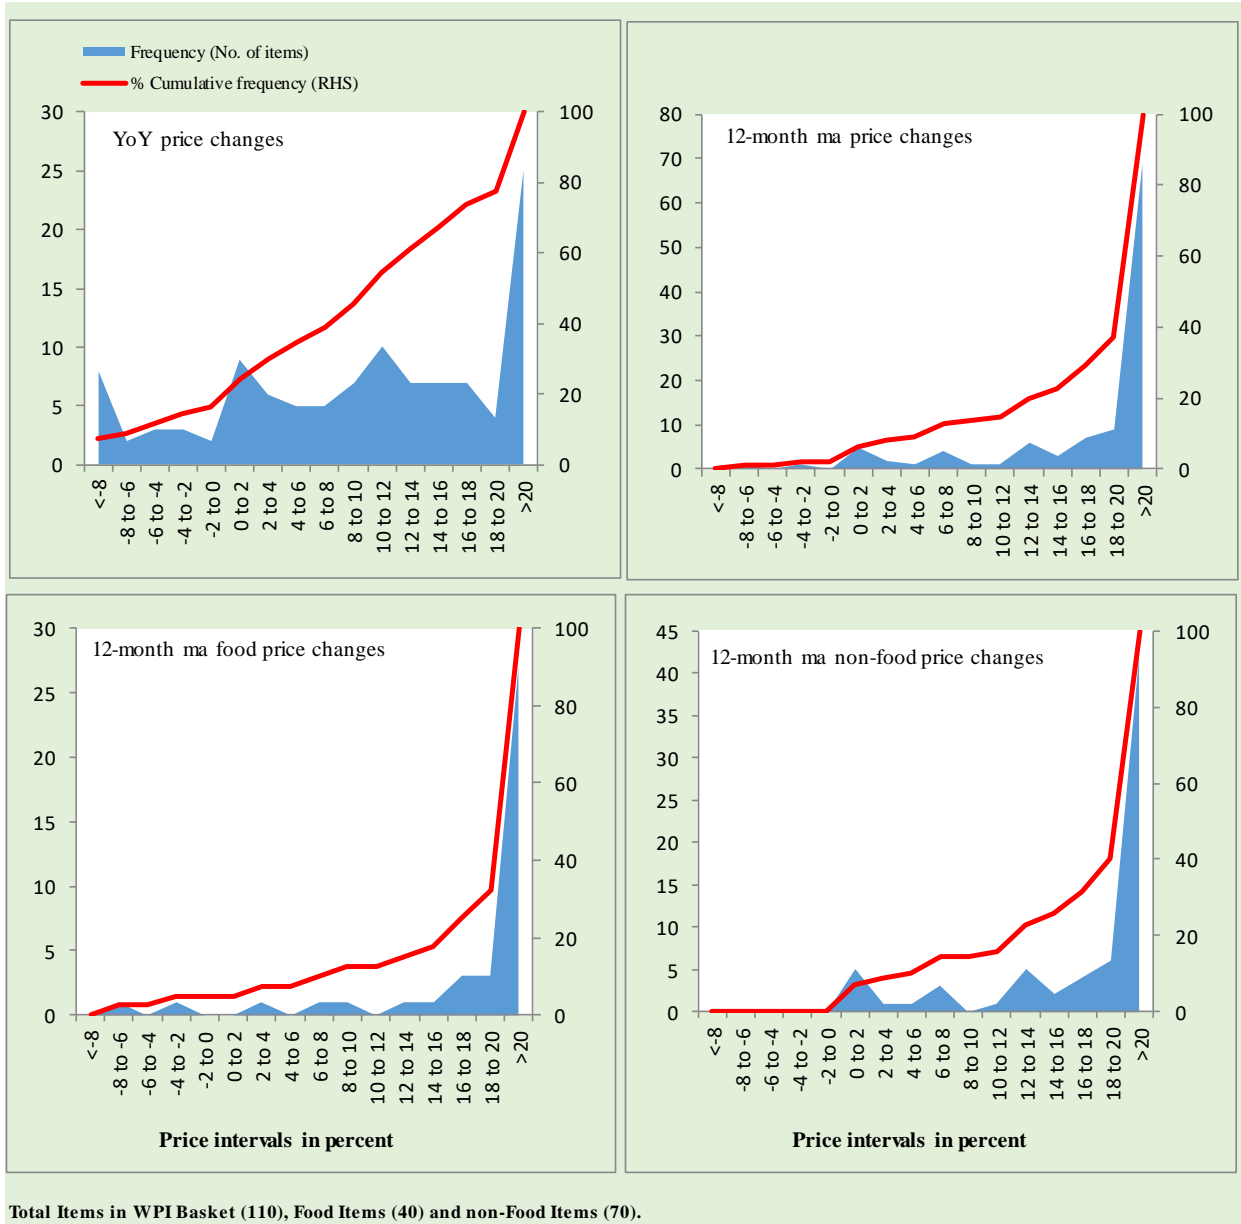 Frequency (No. of items)
% Cumulative frequency (RHS)
YoY price changes
30
25
20
15
10
5
0
100
80
60
40
20
0
<-8
-8 to -6
-6 to -4
-4 to -2
-2 to 0
0 to 2
2 to 4
4 to 6
6 to 8
8 to 10
10 to 12
12 to 14
14 to 16
16 to 18
18 to 20
>20
12-month ma price changes
80
70
60
50
40
30
20
10
0
100
80
60
40
20
0
<-8
-8 to -6
-6 to -4
-4 to -2
-2 to 0
0 to 2
2 to 4
4 to 6
6 to 8
8 to 10
10 to 12
12 to 14
14 to 16
16 to 18
18 to 20
>20
12-month ma food price changes
30
25
20
15
10
5
0
100
80
60
40
20
0
<-8
-8 to -6
-6 to -4
-4 to -2
-2 to 0
0 to 2
2 to 4
4 to 6
6 to 8
8 to 10
10 to 12
12 to 14
14 to 16
16 to 18
18 to 20
>20
Price intervals in percent
12-month ma non-food price changes
45
40
35
30
25
20
15
10
5
0
100
80
60
40
20
0
<-8
-8 to -6
-6 to -4
-4 to -2
-2 to 0
0 to 2
2 to 4
4 to 6
6 to 8
8 to 10
10 to 12
12 to 14
14 to 16
16 to 18
18 to 20
>20
Price intervals in percent
Total Items in WPI Basket (110), Food Items (40) and non-Food Items (70).